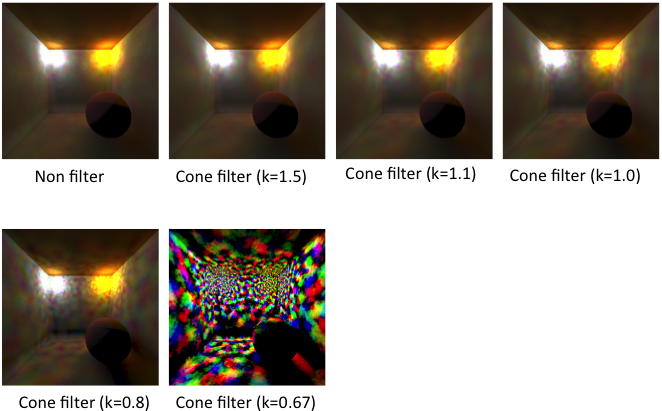 Non filter
Cone filter (k=1.5)
Cone filter (k=1.1)
Cone filter (k=1.0)
Cone filter (k=0.8)
Cone filter (k=0.67)